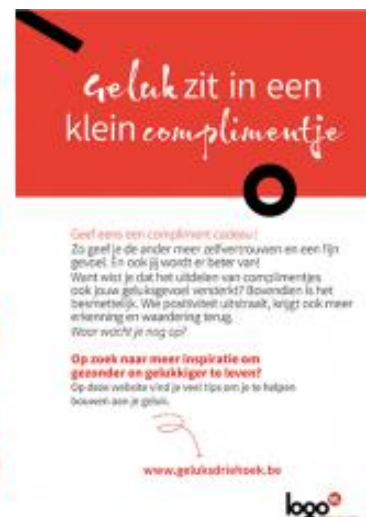 Geluk zit in een
klein complimentje
Geef eens een compliment cadeau!
Zo geef je de ander meer zelfvertrouwen en een fijn
gevoel. En ook jij wordt er beter van!
Want wist je dat het uitdelen van complimentjes
ook jouw geluksgevoel versterkt? Bovendien is het
besmettelijk. Wie positiviteit uitstraalt, krijgt ook meer
erkenning en waardering terug.
Waar wacht je nog op?
Op zoek naar meer inspiratie om
gezonder en gelukkiger te leven?
Op deze website vind je veel tips om je te helpen
bouwen aan je geluk.
www.geluksdriehoek.be
logo